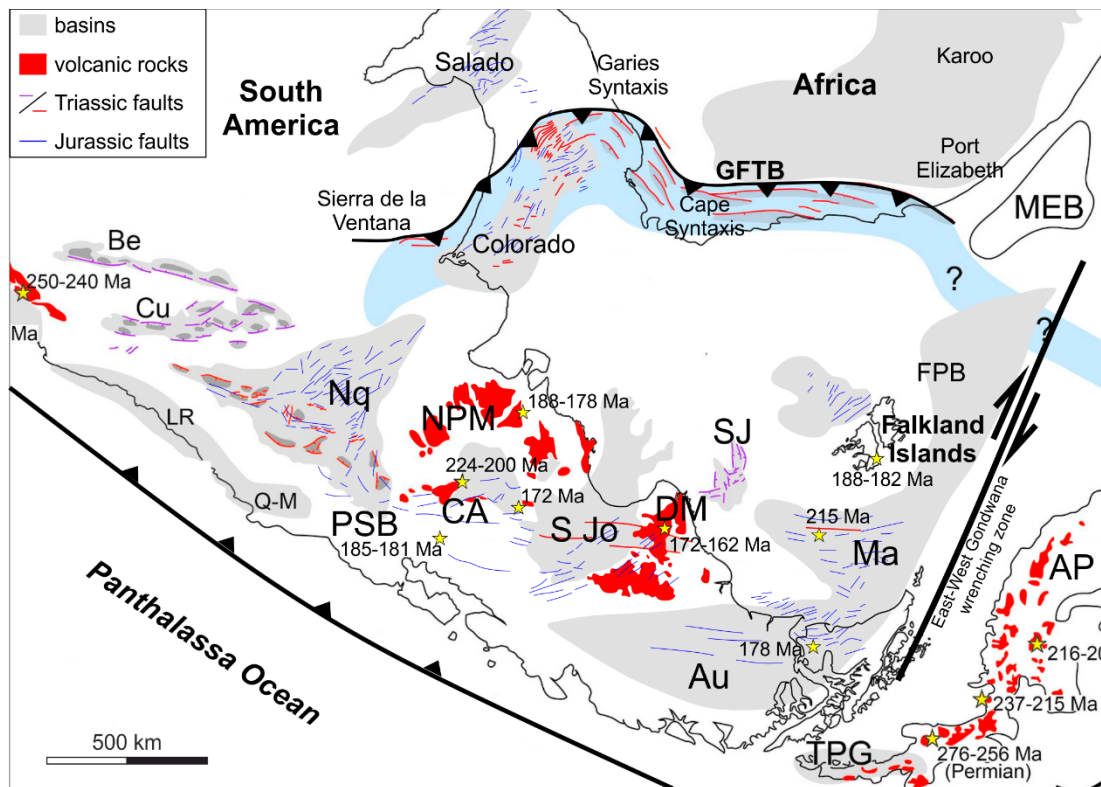 basins
volcanic rocks
Triassic faults
Jurassic faults
Salado
South
America
Garies
Syntaxis
Africa
Karoo
Port
Elizabeth
MEB
GFTB
Cape
Syntaxis
Sierra de la
Ventana
Colorado
Be
250-240 Ma
Cu
Ma
?
?
LR
Nq
NPM
188-178 Ma
FPB
SJ
Falkland
Islands
188-182 Ma
224-200 Ma
172 Ma
Q-M
PSB
CA
185-181 Ma
S Jo
DM
172-162 Ma
215 Ma
Ma
East-West Gondwana
wrenching zone
AP
Panthalassa Ocean
178 Ma
Au
216-20
237-215 Ma
276-256 Ma
(Permian)
TPG
500 km